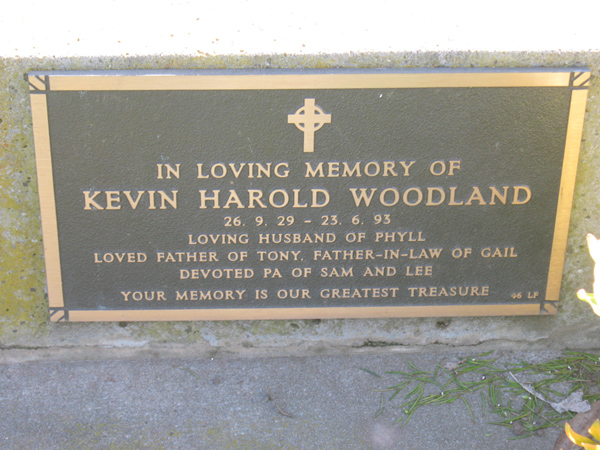 IN LOVING MEMORY OF
KEVIN HAROLD WOODLAND
26. 9. 29 - 23. 6. 93
LOVING HUSBAND OF PHYLL
LOVED FATHER OF TONY, FATHER-IN-LAW OF GAIL
DEVOTED PA OF SAM AND LEE
YOUR MEMORY IS OUR GREATEST TREASURE 46 LF